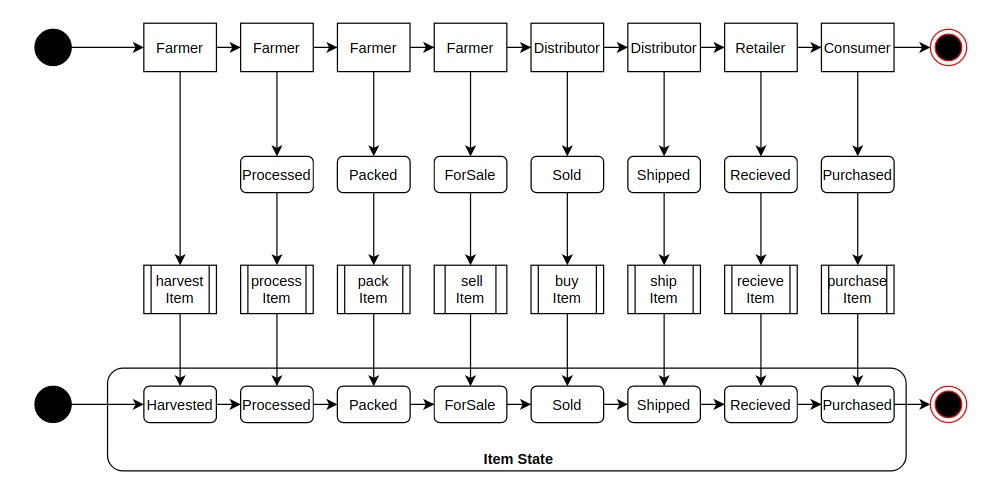 Farmer
Farmer
Farmer
Farmer
Distributor
Distributor
Retailer
Consumer
Processed
Packed
ForSale
Sold
Shipped
Recieved
Purchased
harvest
Item
process
Item
pack
Item
sell
Item
buy
Item
ship
Item
recieve
Item
purchase
Item
Harvested
Processed
Packed
ForSale
Sold
Shipped
Recieved
Purchased
Item State